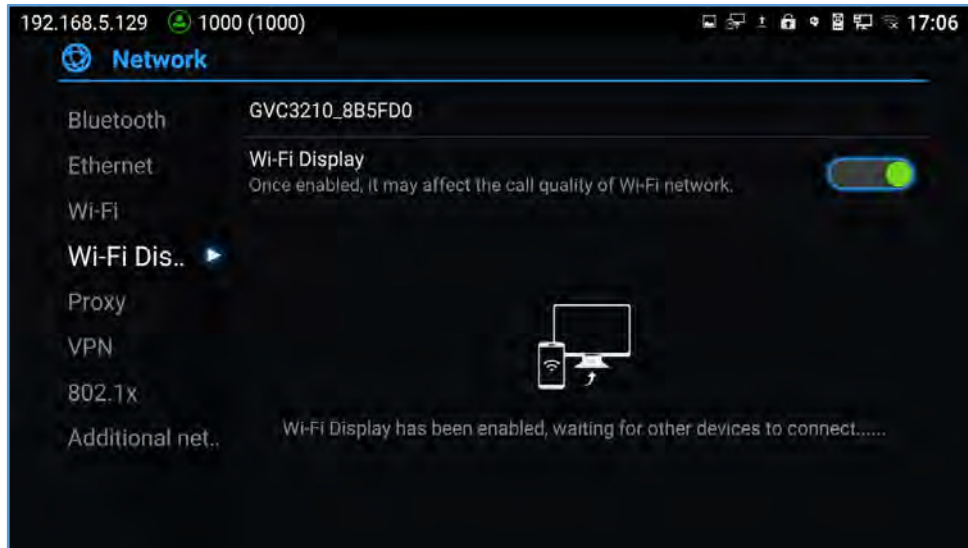 192.168.5.129 1000 (1000) 17:06
Network
Bluetooth
Ethernet
Wi-Fi
Wi-Fi Dis..
Proxy
VPN
802.1x
Additional net..
GVC3210_8B5FD0
Wi-Fi Display
Once enabled, it may affect the call quality of Wi-Fi network.
Wi-Fi Display has been enabled, waiting for other devices to connect......